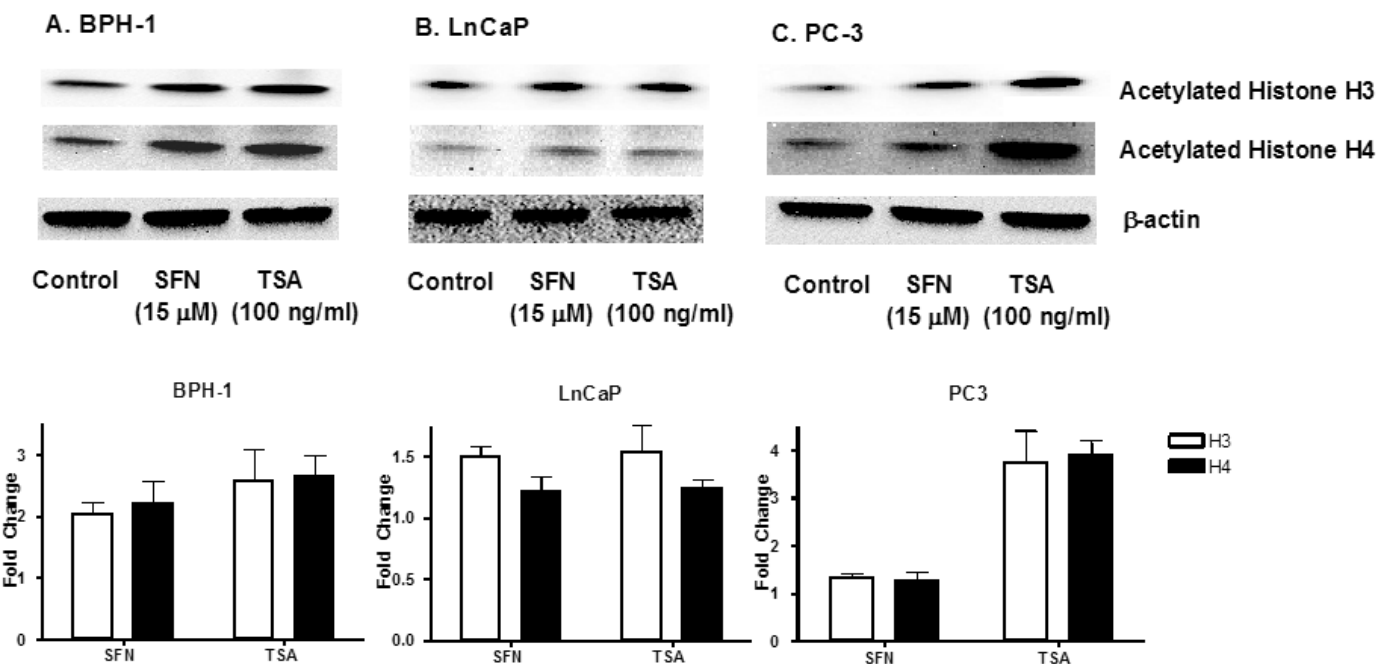 A. BPH-1
B. LnCaP
C. PC-3
Acetylated Histone H3
Acetylated Histone H4
β-actin
Control SFN TSA
(15 μM) (100 ng/ml)
Control SFN TSA
(15 μM) (100 ng/ml)
Control SFN TSA
(15 μM) (100 ng/ml)
BPH-1
Fold Change
3
2
1
0
SFN TSA
LnCaP
Fold Change
1.5
1.0
0.5
0.0
SFN TSA
PC3
Fold Change
4
3
2
1
0
SFN TSA
H3
H4